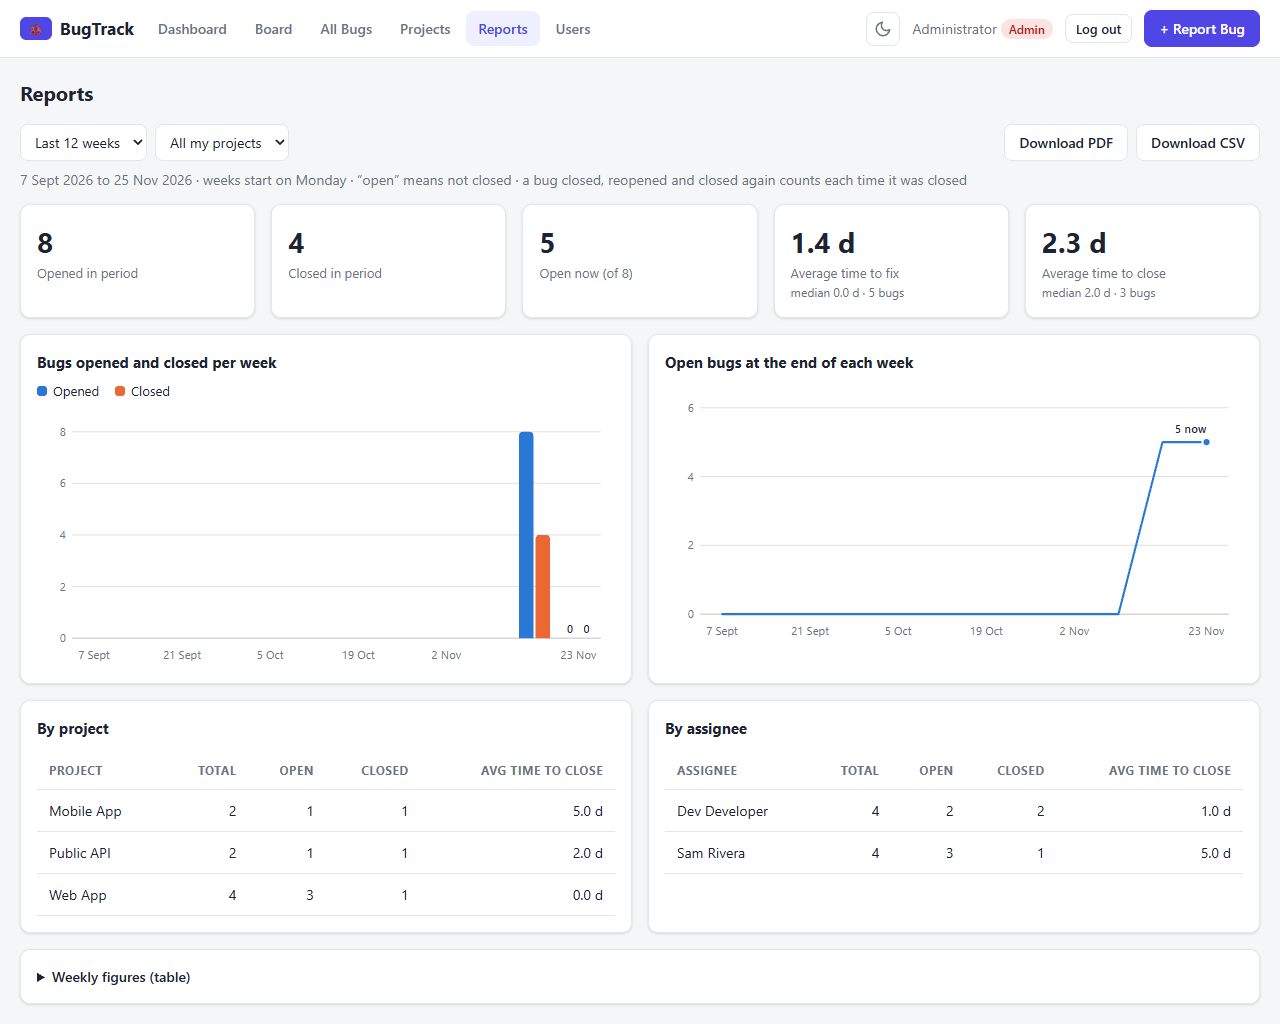 BugTrack Dashboard Board All Bugs Projects Reports Users Administrator Admin Log out + Report Bug
Reports
Last 12 weeks All my projects Download PDF Download CSV
7 Sept 2026 to 25 Nov 2026 · weeks start on Monday · “open” means not closed · a bug closed, reopened and closed again counts each time it was closed
8
Opened in period
4
Closed in period
5
Open now (of 8)
1.4 d
Average time to fix
median 0.0 d · 5 bugs
2.3 d
Average time to close
median 2.0 d · 3 bugs
Bugs opened and closed per week
Opened Closed
8
6
4
2
0
0 0
7 Sept 21 Sept 5 Oct 19 Oct 2 Nov 23 Nov
Open bugs at the end of each week
6
5 now
4
2
0
7 Sept 21 Sept 5 Oct 19 Oct 2 Nov 23 Nov
By project
PROJECT TOTAL OPEN CLOSED AVG TIME TO CLOSE
Mobile App 2 1 1 5.0 d
Public API 2 1 1 2.0 d
Web App 4 3 1 0.0 d
By assignee
ASSIGNEE TOTAL OPEN CLOSED AVG TIME TO CLOSE
Dev Developer 4 2 2 1.0 d
Sam Rivera 4 3 1 5.0 d
Weekly figures (table)